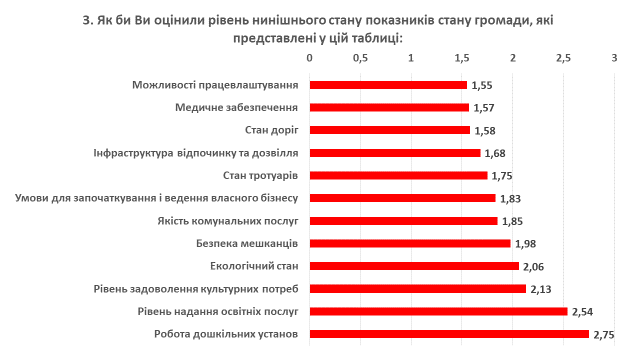 3. Як би Ви оцінили рівень нинішнього стану показників стану громади, які
представлені у цій таблиці:
0 0,5 1 1,5 2 2,5 3
Можливості працевлаштування 1,55
Медичне забезпечення 1,57
Стан доріг 1,58
Інфраструктура відпочинку та дозвілля 1,68
Стан тротуарів 1,75
Умови для започаткування і ведення власного бізнесу 1,83
Якість комунальних послуг 1,85
Безпека мешканців 1,98
Екологічний стан 2,06
Рівень задоволення культурних потреб 2,13
Рівень надання освітніх послуг 2,54
Робота дошкільних установ 2,75